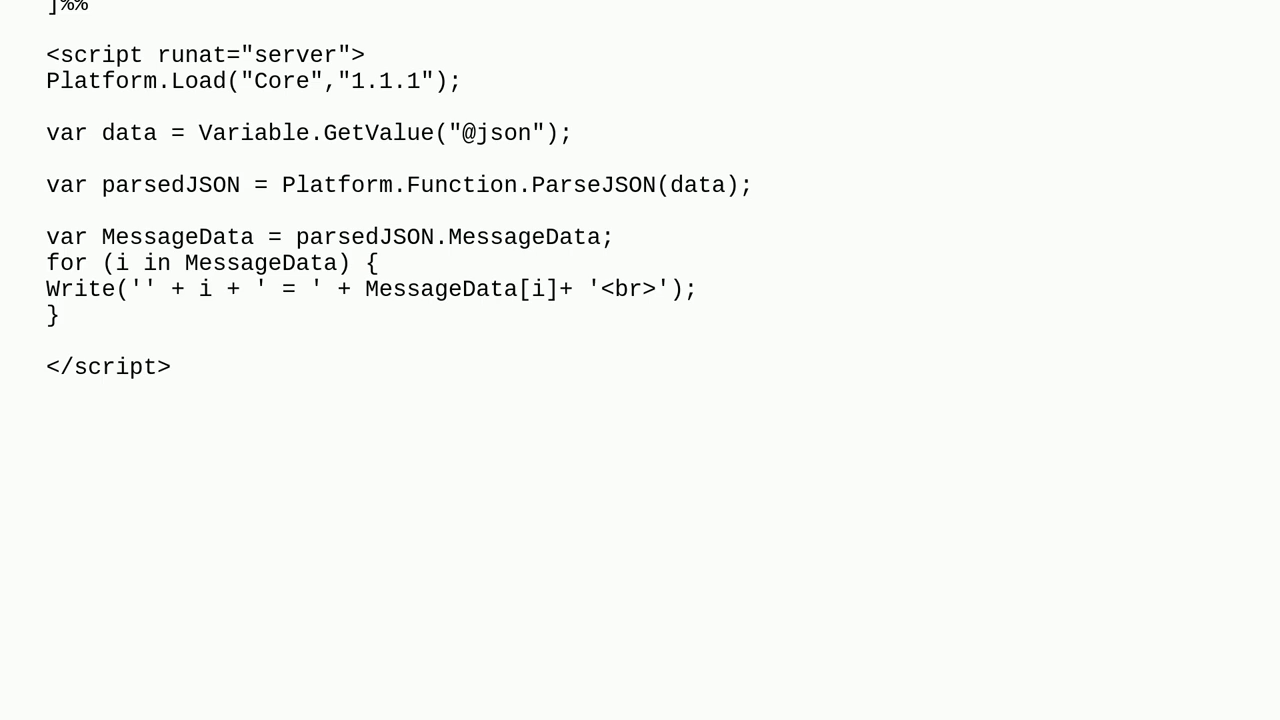 ]%%
<script runat="server">
Platform.Load("Core","1.1.1");
var data = Variable.GetValue("@json");
var parsedJSON = Platform.Function.ParseJSON(data);
var MessageData = parsedJSON.MessageData;
for (i in MessageData) {
Write('' + i + ' = ' + MessageData[i]+ '<br>');
}
</script>